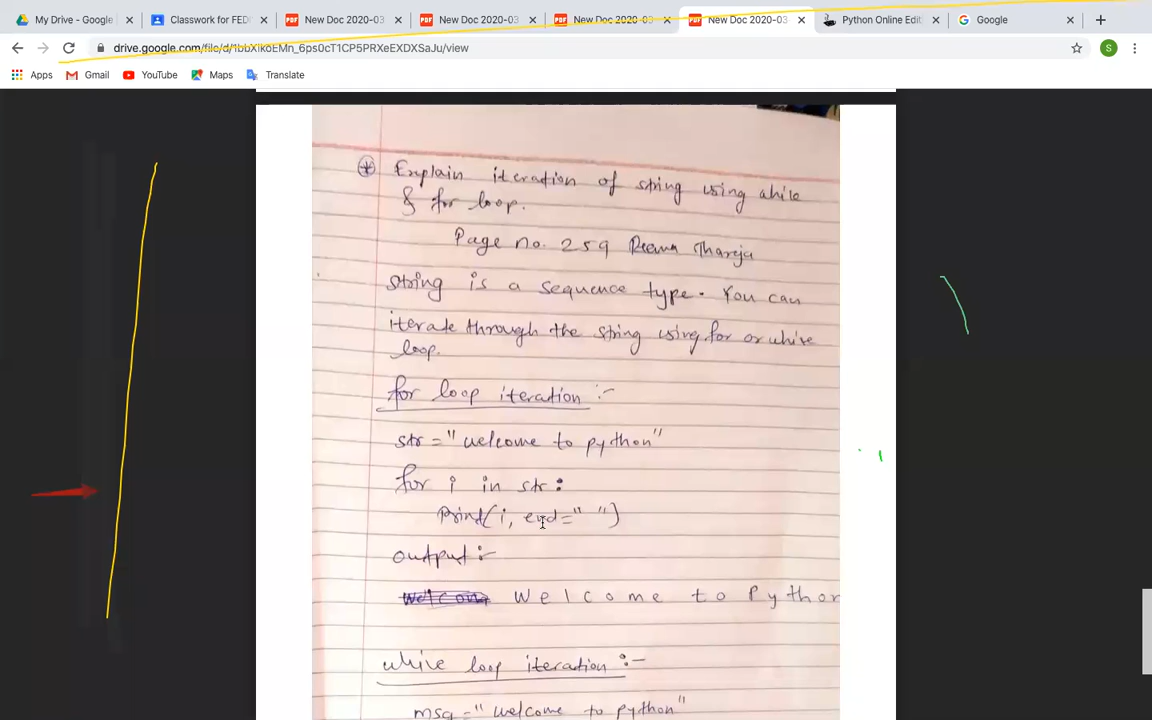 My Drive - Google
Classwork for FED
New Doc 2020-03
New Doc 2020-03
New Doc 2020-03
New Doc 2020-03
Python Online Edit
Google
drive.google.com/file/d/1bbXlkoEMn_6ps0cT1CP5PRXeEXDXSaJu/view
S
Apps
Gmail
YouTube
Maps
Translate
Explain iteration of string using while
& for loop.
Page no. 259 Reema Thareja
string is a sequence type. You can
iterate through the string using for or while
loop.
for loop iteration :-
str = "welcome to python"
for i in str :
Print(i, end=" ")
output :-
W e l c o m e t o P y t h o n
while loop iteration :-
msg = "welcome to python"